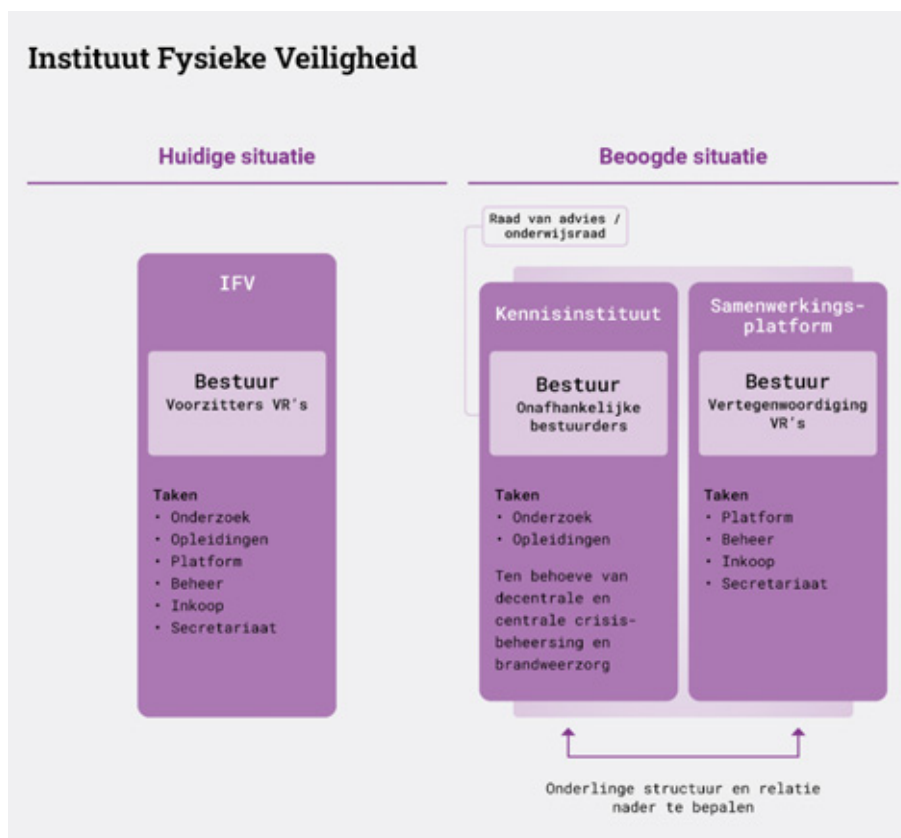 Instituut Fysieke Veiligheid
Huidige situatie
IFV
Bestuur
Voorzitters VR's
Taken
• Onderzoek
• Opleidingen
• Platform
• Beheer
• Inkoop
• Secretariaat
Beoogde situatie
Raad van advies /
onderwijsraad
Kennisinstituut
Bestuur
Onafhankelijke
bestuurders
Taken
• Onderzoek
• Opleidingen
Ten behoeve van
decentrale en
centrale crisis-
beheersing en
brandweerzorg
Samenwerkings-
platform
Bestuur
Vertegenwoordiging
VR's
Taken
• Platform
• Beheer
• Inkoop
• Secretariaat
Onderlinge structuur en relatie
nader te bepalen